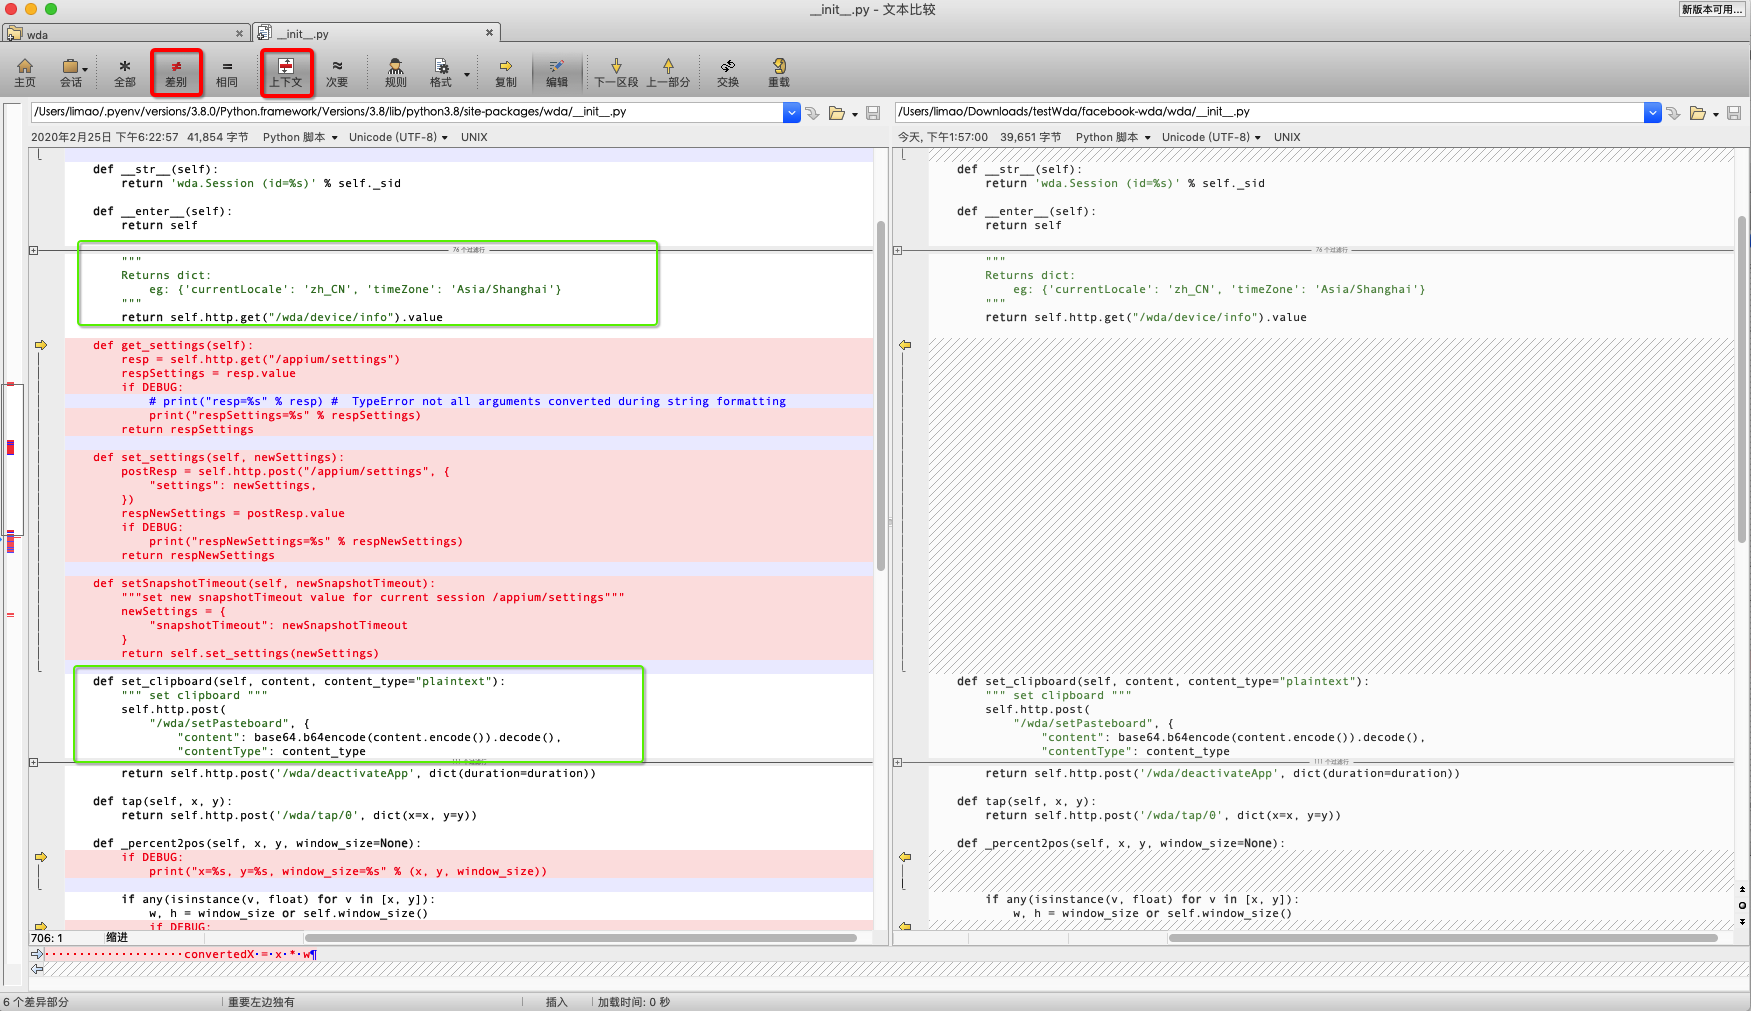 __init__.py - 文本比较
新版本可用...
wda
__init__.py
主页
会话
全部
差别
相同
上下文
次要
规则
格式
复制
编辑
下一区段
上一部分
交换
重载
/Users/limao/.pyenv/versions/3.8.0/Python.framework/Versions/3.8/lib/python3.8/site-packages/wda/__init__.py
2020年2月25日 下午6:22:57 41,854 字节 Python 脚本 Unicode (UTF-8) UNIX
def __str__(self):
return 'wda.Session (id=%s)' % self._sid
def __enter__(self):
return self
76 个过滤行
"""
Returns dict:
eg: {'currentLocale': 'zh_CN', 'timeZone': 'Asia/Shanghai'}
"""
return self.http.get("/wda/device/info").value
def get_settings(self):
resp = self.http.get("/appium/settings")
respSettings = resp.value
if DEBUG:
# print("resp=%s" % resp) #  TypeError not all arguments converted during string formatting
print("respSettings=%s" % respSettings)
return respSettings
def set_settings(self, newSettings):
postResp = self.http.post("/appium/settings", {
"settings": newSettings,
})
respNewSettings = postResp.value
if DEBUG:
print("respNewSettings=%s" % respNewSettings)
return respNewSettings
def setSnapshotTimeout(self, newSnapshotTimeout):
"""set new snapshotTimeout value for current session /appium/settings"""
newSettings = {
"snapshotTimeout": newSnapshotTimeout
}
return self.set_settings(newSettings)
def set_clipboard(self, content, content_type="plaintext"):
""" set clipboard """
self.http.post(
"/wda/setPasteboard", {
"content": base64.b64encode(content.encode()).decode(),
"contentType": content_type
111 个过滤行
return self.http.post('/wda/deactivateApp', dict(duration=duration))
def tap(self, x, y):
return self.http.post('/wda/tap/0', dict(x=x, y=y))
def _percent2pos(self, x, y, window_size=None):
if DEBUG:
print("x=%s, y=%s, window_size=%s" % (x, y, window_size))
if any(isinstance(v, float) for v in [x, y]):
w, h = window_size or self.window_size()
if DEBUG:
706: 1 缩进
/Users/limao/Downloads/testWda/facebook-wda/wda/__init__.py
今天, 下午1:57:00 39,651 字节 Python 脚本 Unicode (UTF-8) UNIX
def __str__(self):
return 'wda.Session (id=%s)' % self._sid
def __enter__(self):
return self
76 个过滤行
"""
Returns dict:
eg: {'currentLocale': 'zh_CN', 'timeZone': 'Asia/Shanghai'}
"""
return self.http.get("/wda/device/info").value
def set_clipboard(self, content, content_type="plaintext"):
""" set clipboard """
self.http.post(
"/wda/setPasteboard", {
"content": base64.b64encode(content.encode()).decode(),
"contentType": content_type
111 个过滤行
return self.http.post('/wda/deactivateApp', dict(duration=duration))
def tap(self, x, y):
return self.http.post('/wda/tap/0', dict(x=x, y=y))
def _percent2pos(self, x, y, window_size=None):
if any(isinstance(v, float) for v in [x, y]):
w, h = window_size or self.window_size()
····················convertedX·=·x·*·w¶
6 个差异部分 重要左边独有 插入 加载时间: 0 秒